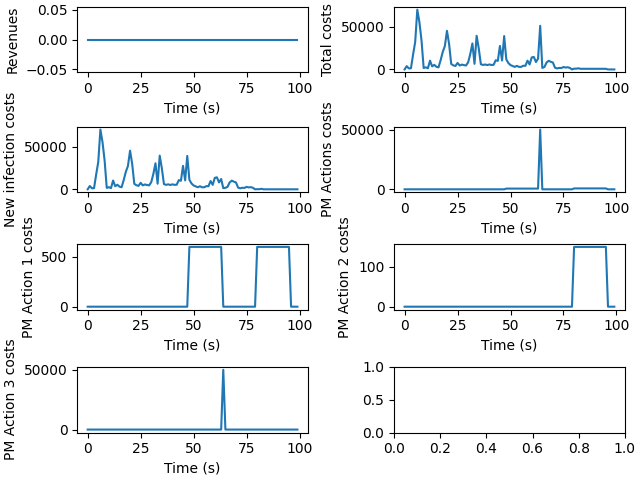 Revenues
0.05
0.00
−0.05
0 25 50 75 100
Time (s)
Total costs
50000
0
0 25 50 75 100
Time (s)
New infection costs
50000
0
0 25 50 75 100
Time (s)
PM Actions costs
50000
0
0 25 50 75 100
Time (s)
PM Action 1 costs
500
0
0 25 50 75 100
Time (s)
PM Action 2 costs
100
0
0 25 50 75 100
Time (s)
PM Action 3 costs
50000
0
0 25 50 75 100
Time (s)
1.0
0.5
0.0
0.0 0.2 0.4 0.6 0.8 1.0